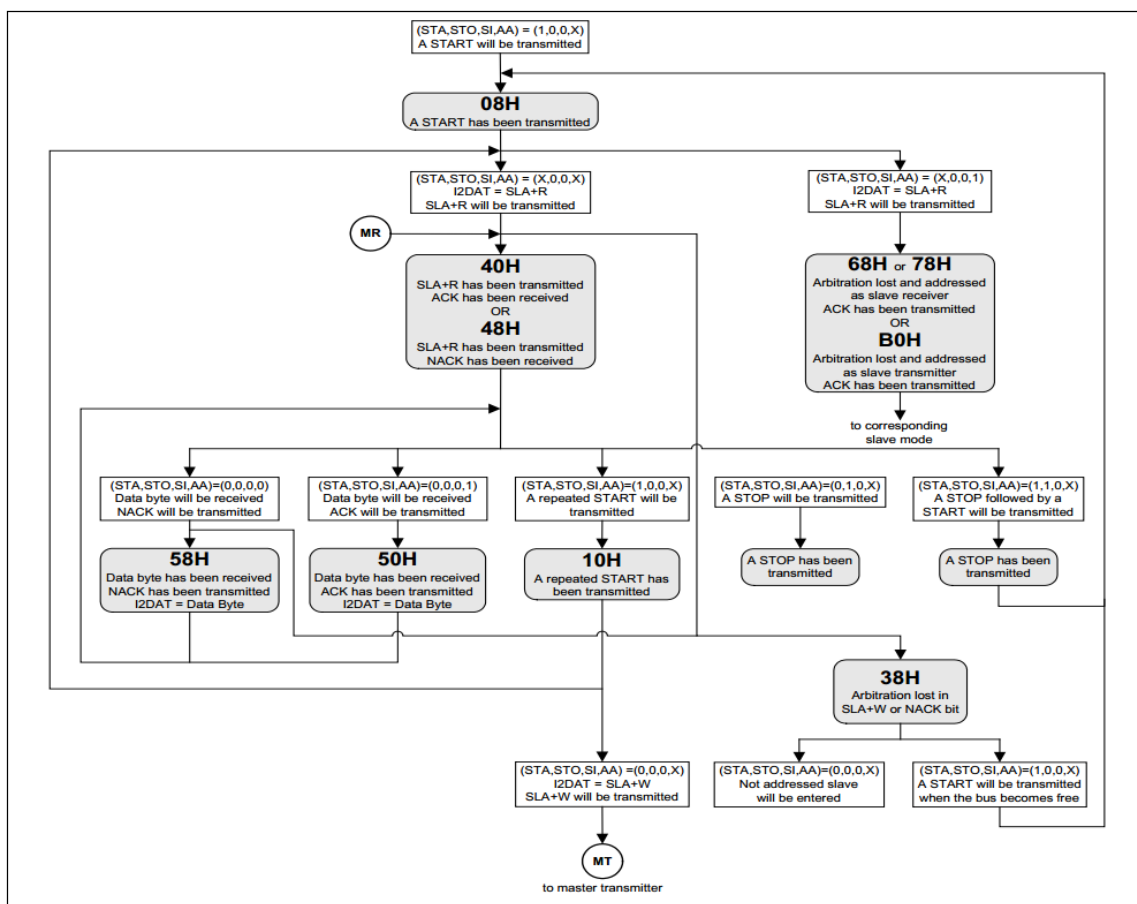 (STA,STO,SI,AA) = (1,0,0,X)
A START will be transmitted
08H
A START has been transmitted
(STA,STO,SI,AA) = (X,0,0,X)
I2DAT = SLA+R
SLA+R will be transmitted
(STA,STO,SI,AA) = (X,0,0,1)
I2DAT = SLA+R
SLA+R will be transmitted
MR
40H
SLA+R has been transmitted
ACK has been received
OR
48H
SLA+R has been transmitted
NACK has been received
68H or 78H
Arbitration lost and addressed
as slave receiver
ACK has been transmitted
OR
B0H
Arbitration lost and addressed
as slave transmitter
ACK has been transmitted
to corresponding
slave mode
(STA,STO,SI,AA)=(0,0,0,0)
Data byte will be received
NACK will be transmitted
(STA,STO,SI,AA)=(0,0,0,1)
Data byte will be received
ACK will be transmitted
(STA,STO,SI,AA)=(1,0,0,X)
A repeated START will be
transmitted
(STA,STO,SI,AA)=(0,1,0,X)
A STOP will be transmitted
(STA,STO,SI,AA)=(1,1,0,X)
A STOP followed by a
START will be transmitted
58H
Data byte has been received
NACK has been transmitted
I2DAT = Data Byte
50H
Data byte has been received
ACK has been transmitted
I2DAT = Data Byte
10H
A repeated START has
been transmitted
A STOP has been
transmitted
A STOP has been
transmitted
38H
Arbitration lost in
SLA+W or NACK bit
(STA,STO,SI,AA) =(0,0,0,X)
I2DAT = SLA+W
SLA+W will be transmitted
(STA,STO,SI,AA)=(0,0,0,X)
Not addressed slave
will be entered
(STA,STO,SI,AA)=(1,0,0,X)
A START will be transmitted
when the bus becomes free
MT
to master transmitter